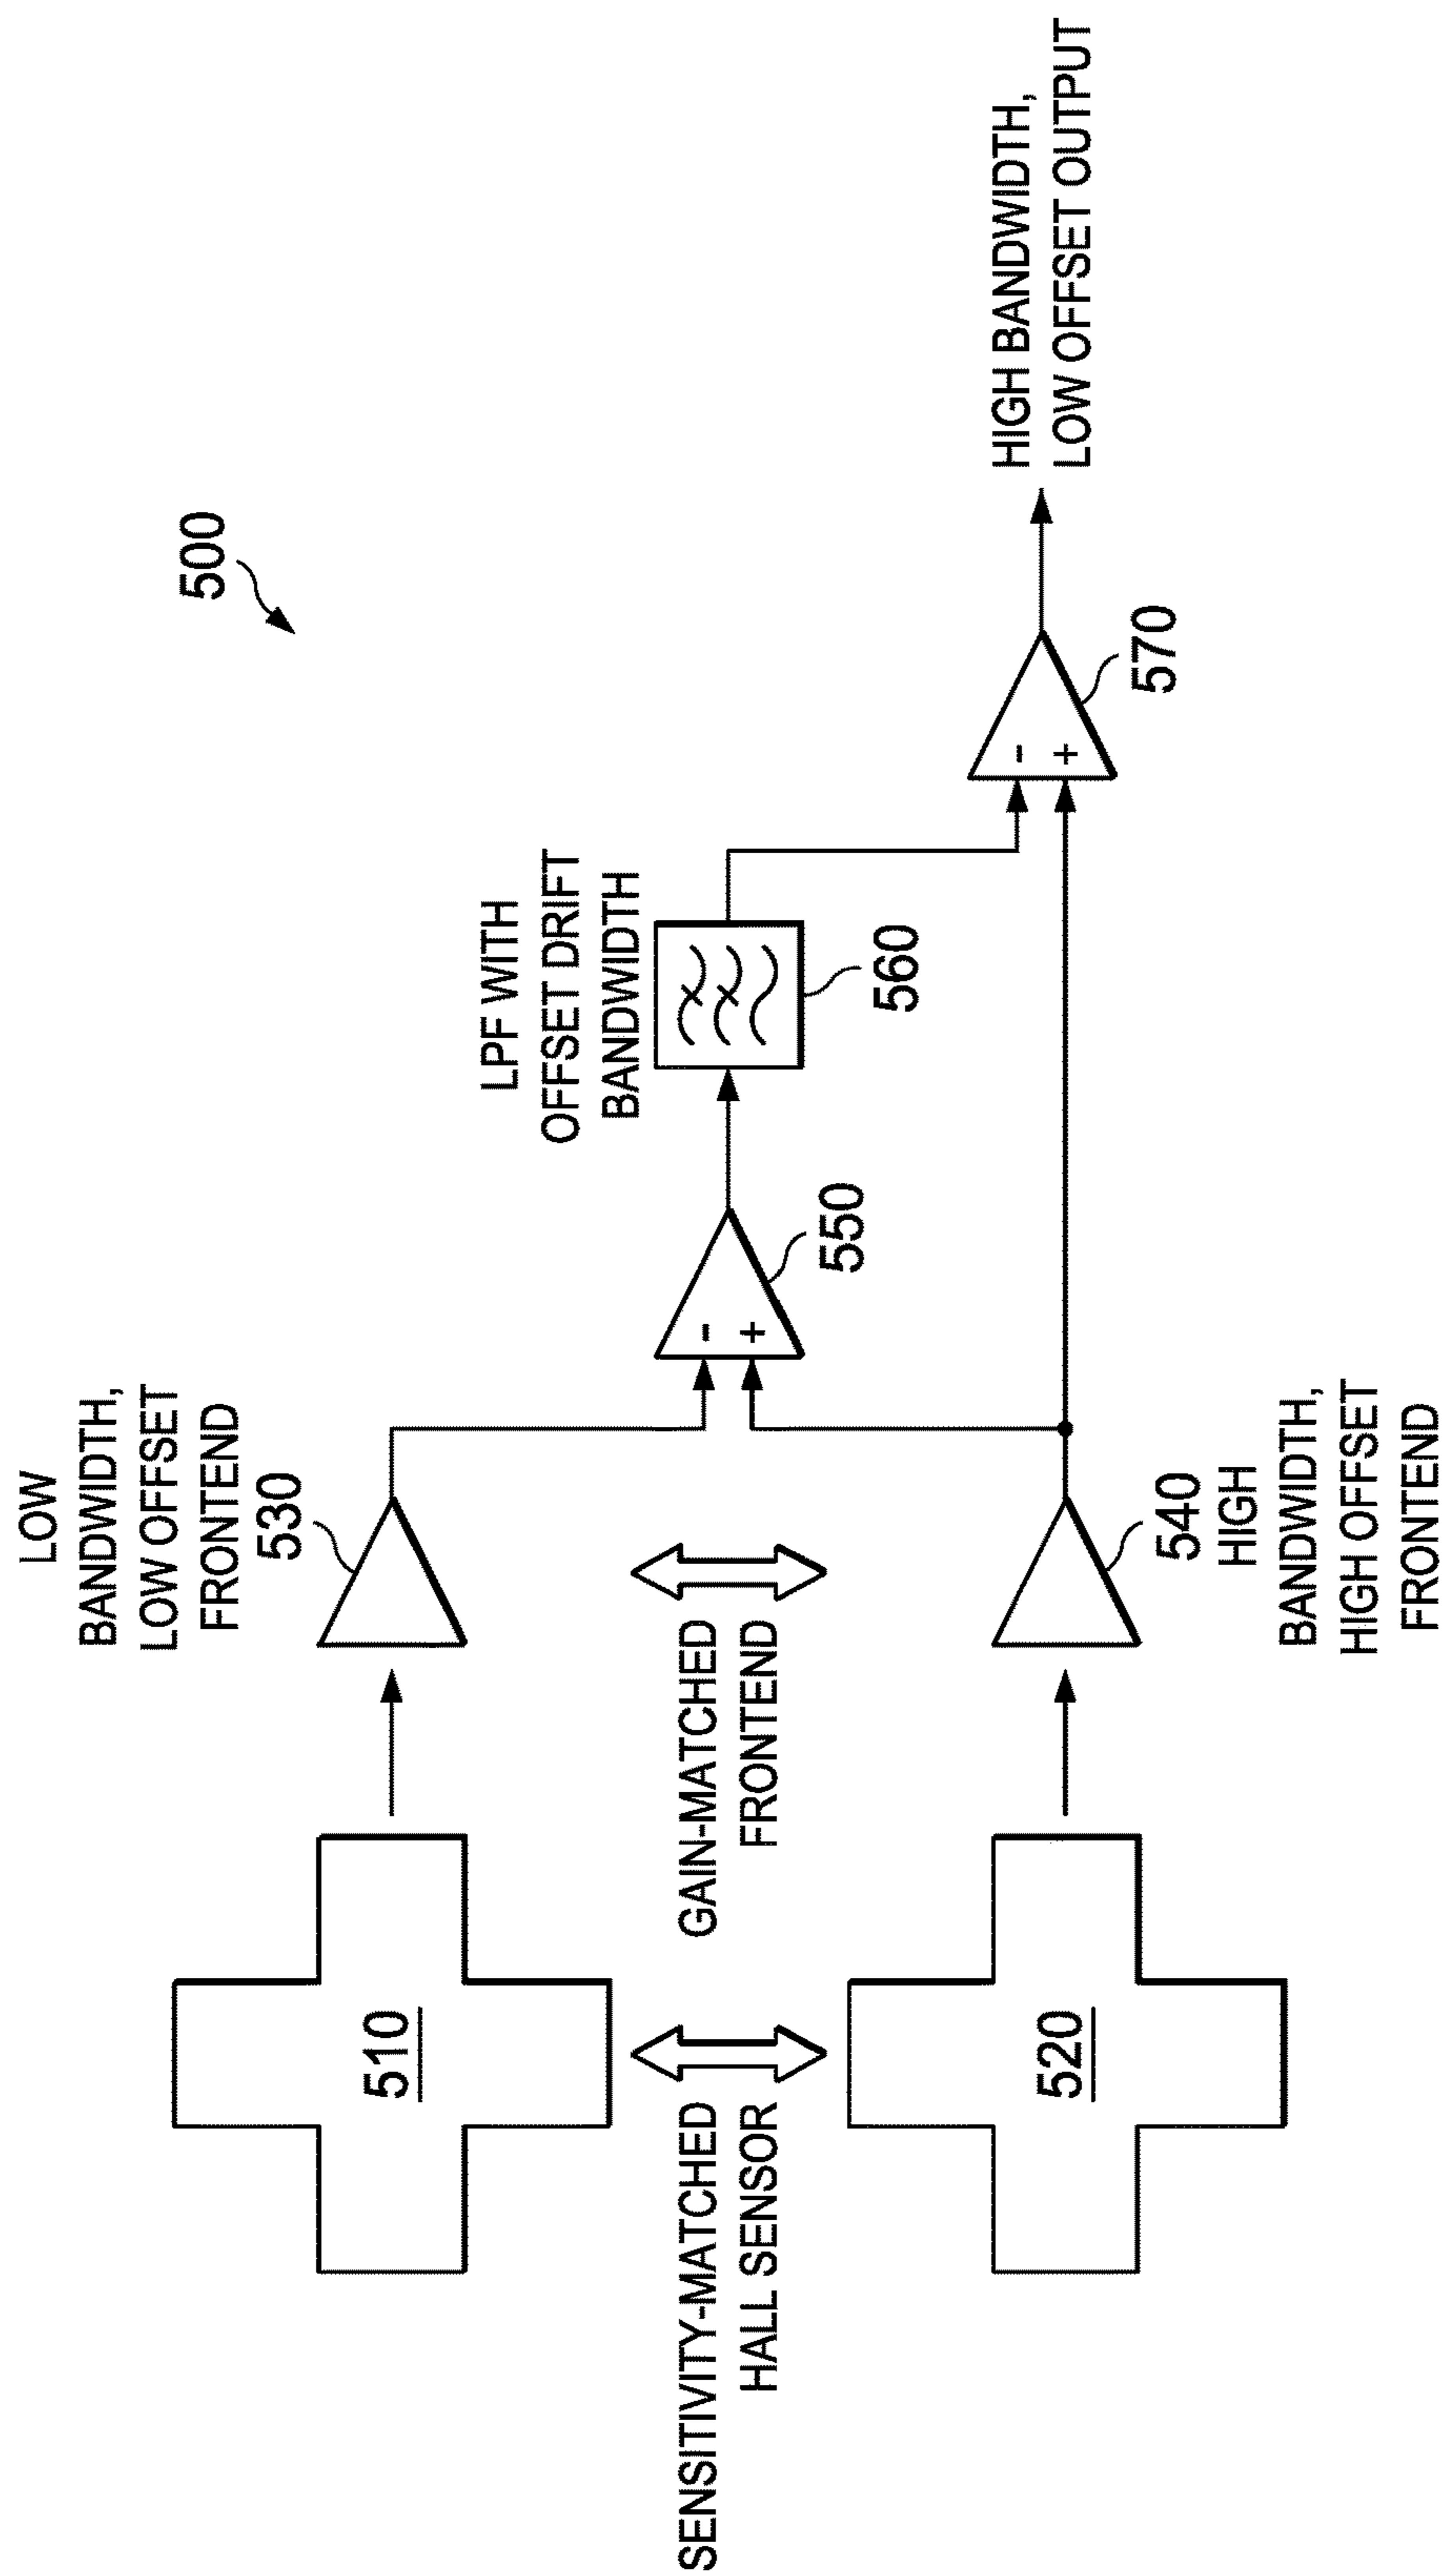 500
LOW
BANDWIDTH,
LOW OFFSET
FRONTEND
530
LPF WITH
OFFSET DRIFT
BANDWIDTH
510
-
+
550
560
SENSITIVITY-MATCHED
HALL SENSOR
GAIN-MATCHED
FRONTEND
-
+
570
HIGH BANDWIDTH,
LOW OFFSET OUTPUT
520
540
HIGH
BANDWIDTH,
HIGH OFFSET
FRONTEND